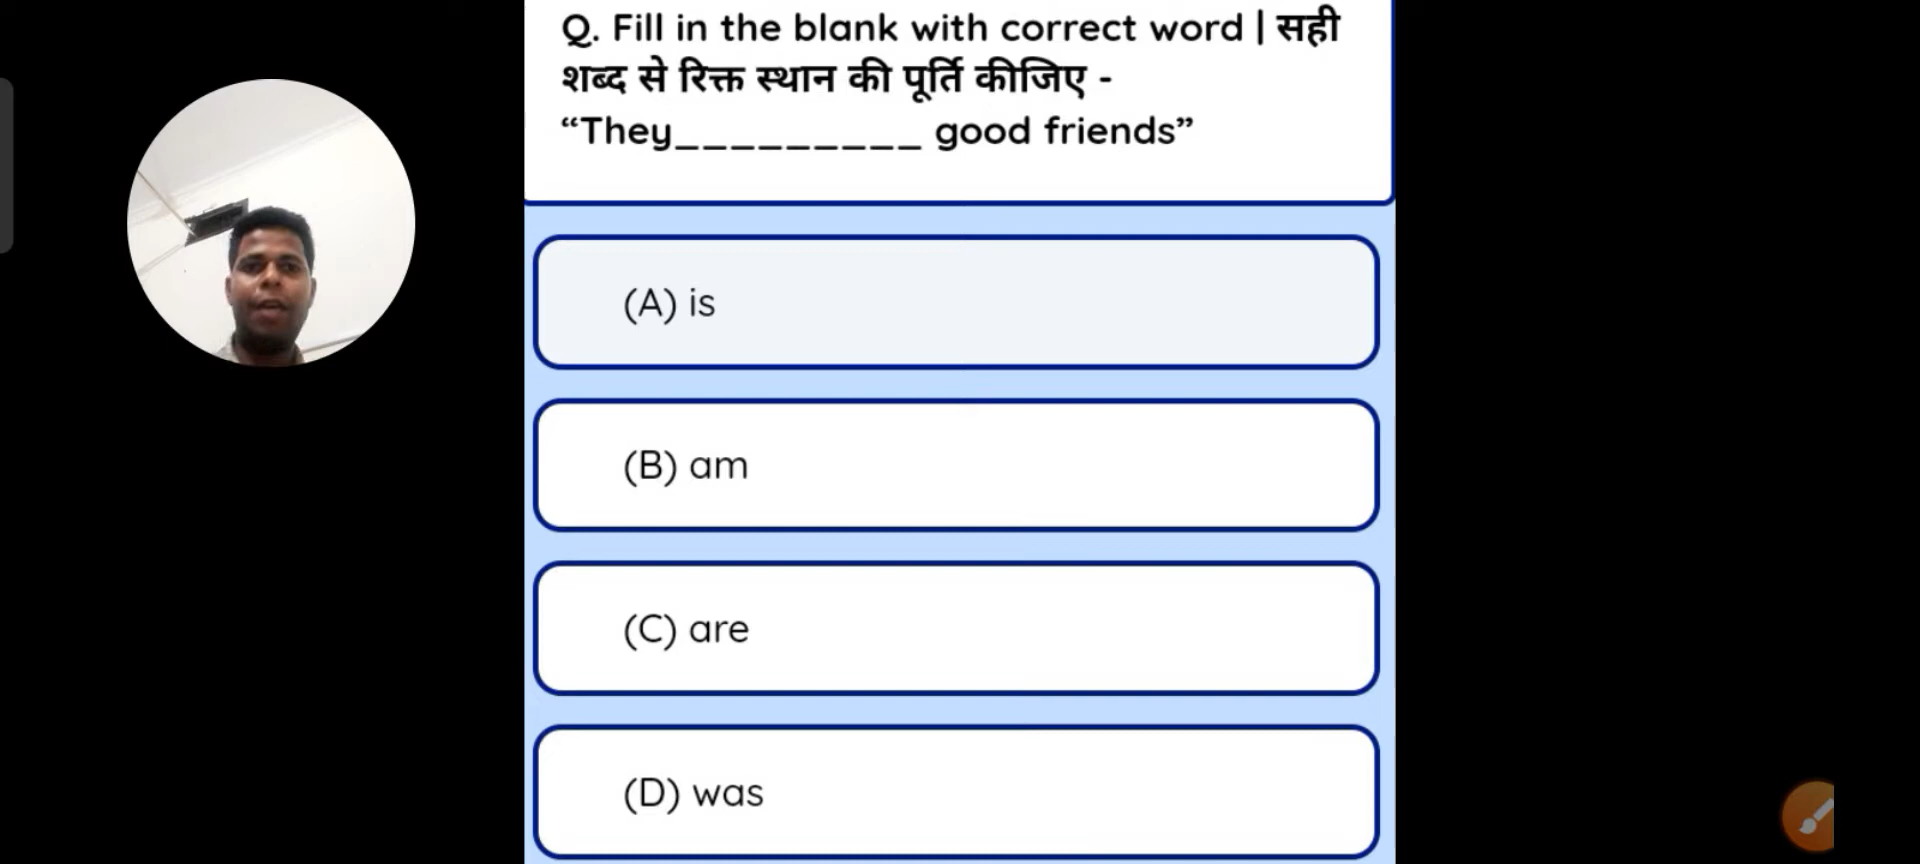 Q. Fill in the blank with correct word | सही
शब्द से रिक्त स्थान की पूर्ति कीजिए -
“They_________ good friends”
(A) is
(B) am
(C) are
(D) was